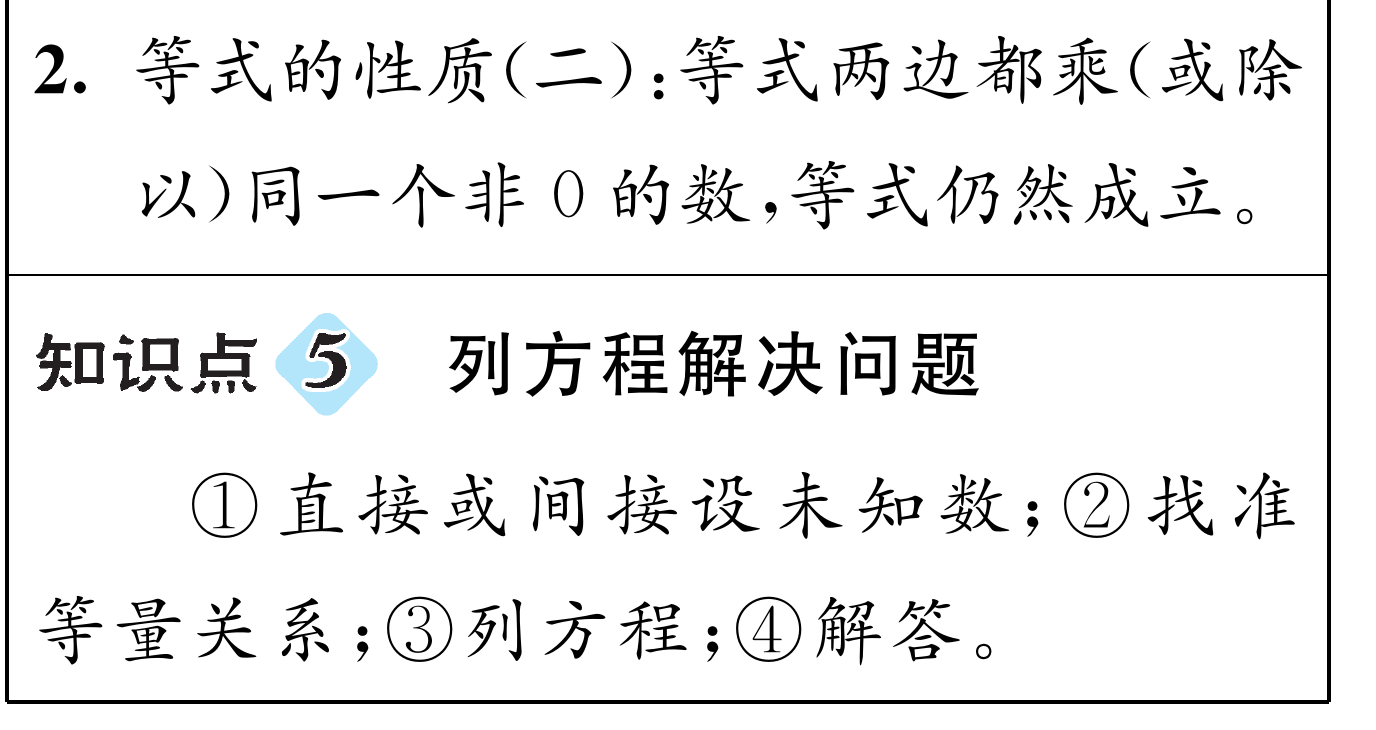 2. 等式的性质(二):等式两边都乘(或除
以)同一个非 0 的数,等式仍然成立。
知识点 5 列方程解决问题
①直接或间接设未知数;②找准
等量关系;③列方程;④解答。